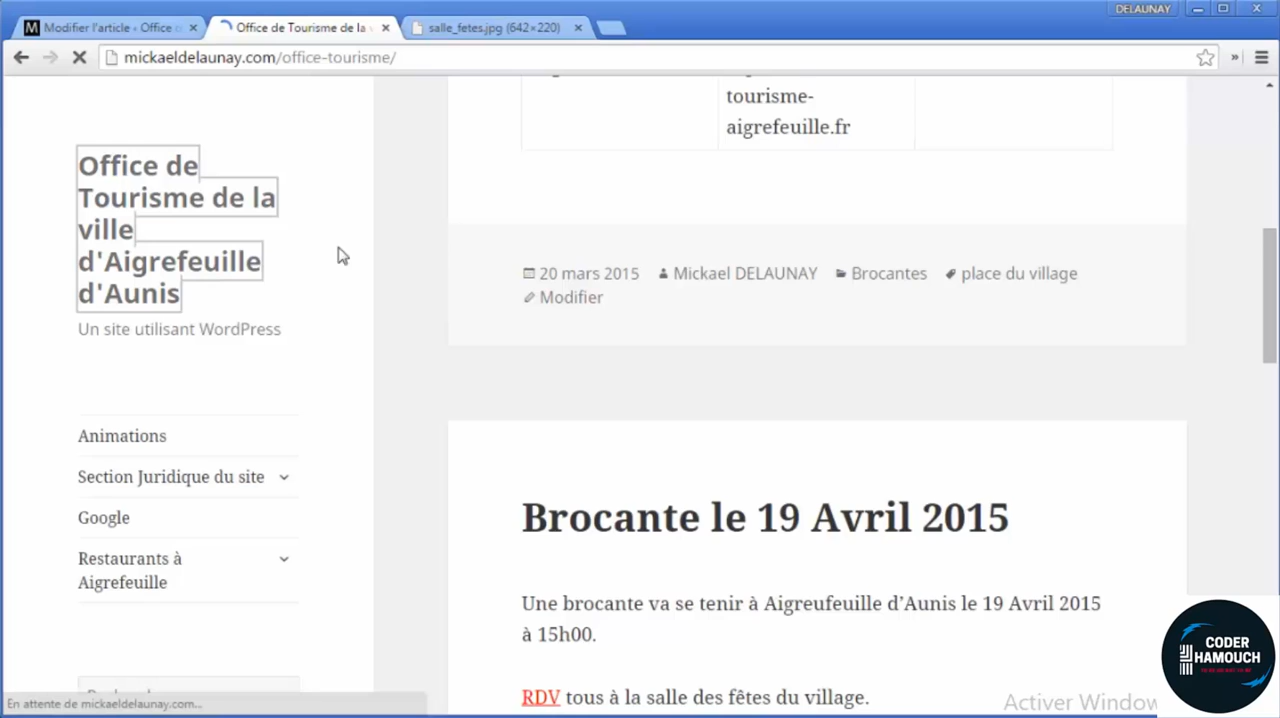 DELAUNAY
Modifier l'article ‹ Office
Office de Tourisme de la
salle_fetes.jpg (642×220)
mickaeldelaunay.com/office-tourisme/
tourisme-
aigrefeuille.fr
Office de
Tourisme de la
ville
d'Aigrefeuille
d'Aunis
Un site utilisant WordPress
20 mars 2015 Mickael DELAUNAY Brocantes place du village
Modifier
Animations
Section Juridique du site
Google
Restaurants à
Aigrefeuille
Brocante le 19 Avril 2015
Une brocante va se tenir à Aigreufeuille d’Aunis le 19 Avril 2015
à 15h00.
RDV tous à la salle des fêtes du village.
En attente de mickaeldelaunay.com...
Activer Window
CODER
HAMOUCH